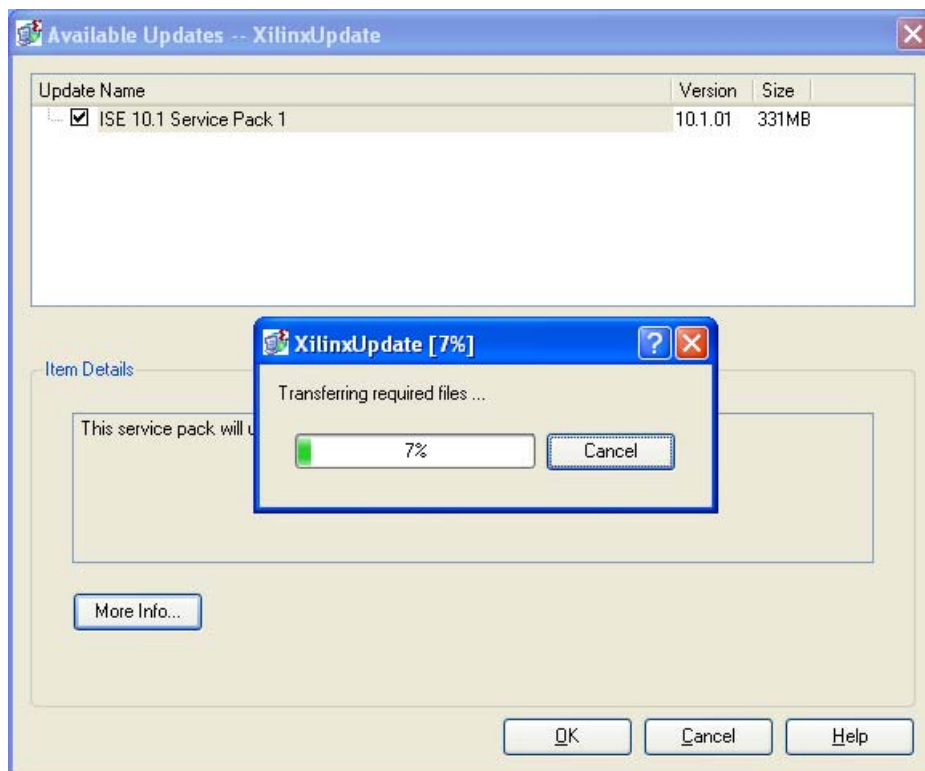 Available Updates -- XilinxUpdate
Update Name Version Size
ISE 10.1 Service Pack 1 10.1.01 331MB
XilinxUpdate [7%]
Item Details
Transferring required files ...
This service pack will
7%
Cancel
More Info...
OK Cancel Help